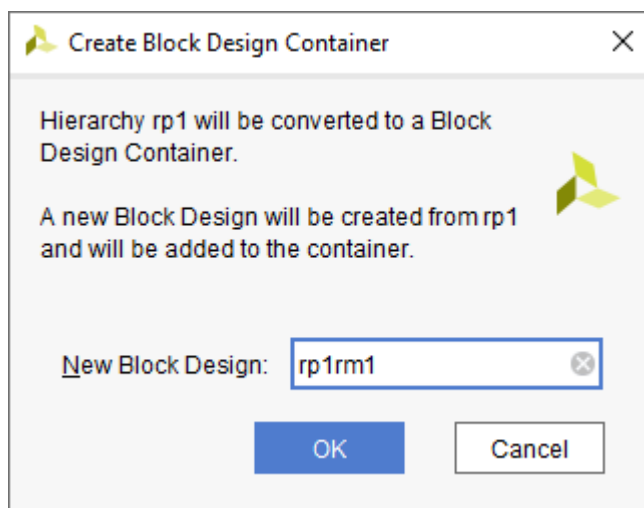 Create Block Design Container
Hierarchy rp1 will be converted to a Block
Design Container.
A new Block Design will be created from rp1
and will be added to the container.
New Block Design: rp1rm1
OK Cancel